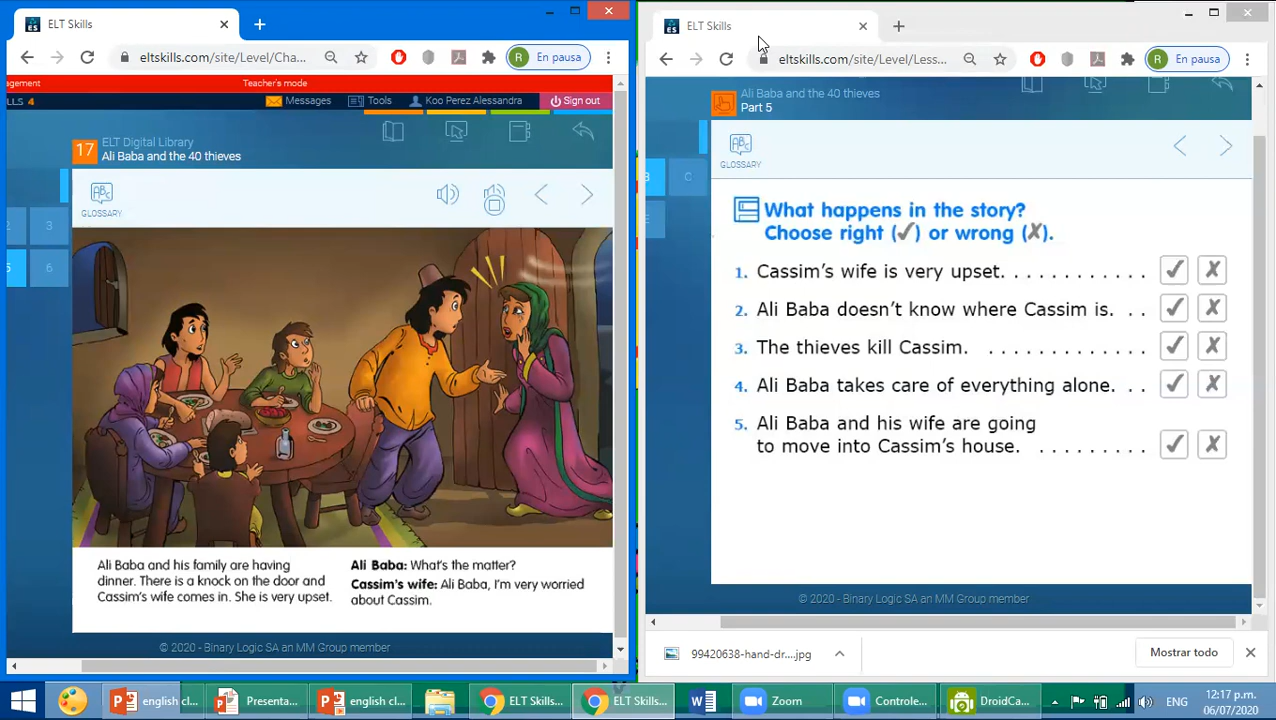 ELT Skills
eltskills.com/site/Level/Cha...
R En pausa
agement Teacher's mode
LLS 4 Messages Tools Koo Perez Alessandra Sign out
17 ELT Digital Library
Ali Baba and the 40 thieves
ABC
GLOSSARY
2 3
5 6
Ali Baba and his family are having
dinner. There is a knock on the door and
Cassim's wife comes in. She is very upset.
Ali Baba: What's the matter?
Cassim's wife: Ali Baba, I'm very worried
about Cassim.
© 2020 - Binary Logic SA an MM Group member
ELT Skills
eltskills.com/site/Level/Less...
R En pausa
Ali Baba and the 40 thieves
Part 5
ABC
GLOSSARY
B C
E
What happens in the story?
Choose right (✓) or wrong (✗).
1. Cassim's wife is very upset. . . . . . . . . . . . ✓ ✗
2. Ali Baba doesn't know where Cassim is. . . ✓ ✗
3. The thieves kill Cassim. . . . . . . . . . . . . . ✓ ✗
4. Ali Baba takes care of everything alone. . . ✓ ✗
5. Ali Baba and his wife are going
to move into Cassim's house. . . . . . . . . . ✓ ✗
© 2020 - Binary Logic SA an MM Group member
99420638-hand-dr....jpg
Mostrar todo
english cl...
Presenta...
english cl...
ELT Skills...
ELT Skills...
Zoom
Controle...
DroidCa...
ENG
12:17 p.m.
06/07/2020